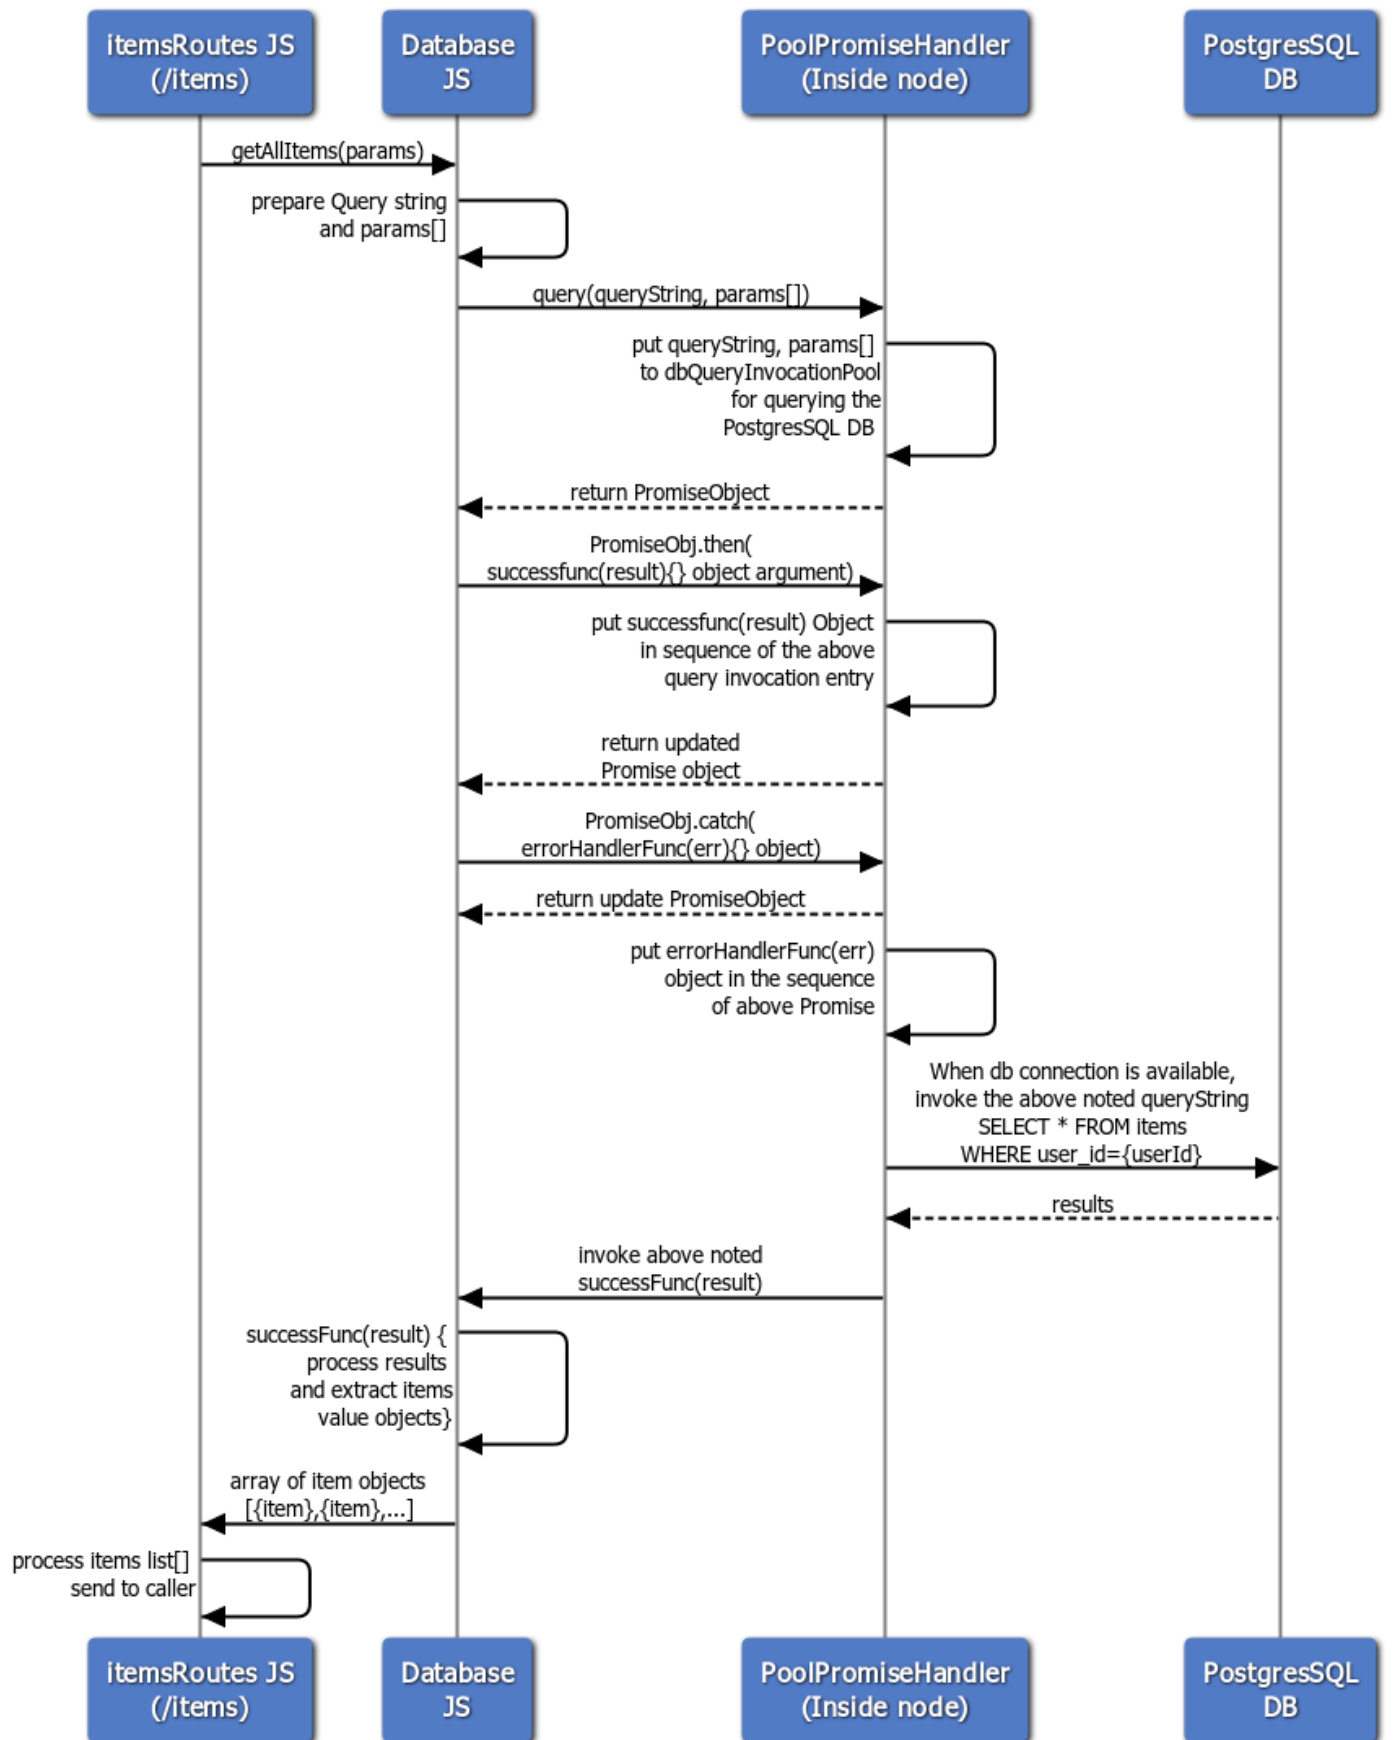 itemsRoutes JS
(/items)
Database
JS
PoolPromiseHandler
(Inside node)
PostgresSQL
DB
getAllItems(params)
prepare Query string
and params[]
query(queryString, params[])
put queryString, params[]
to dbQueryInvocationPool
for querying the
PostgresSQL DB
return PromiseObject
PromiseObj.then(
successfunc(result){} object argument)
put successfunc(result) Object
in sequence of the above
query invocation entry
return updated
Promise object
PromiseObj.catch(
errorHandlerFunc(err){} object)
return update PromiseObject
put errorHandlerFunc(err)
object in the sequence
of above Promise
When db connection is available,
invoke the above noted queryString
SELECT * FROM items
WHERE user_id={userId}
results
invoke above noted
successFunc(result)
successFunc(result) {
process results
and extract items
value objects}
array of item objects
[{item},{item},...]
process items list[]
send to caller
itemsRoutes JS
(/items)
Database
JS
PoolPromiseHandler
(Inside node)
PostgresSQL
DB